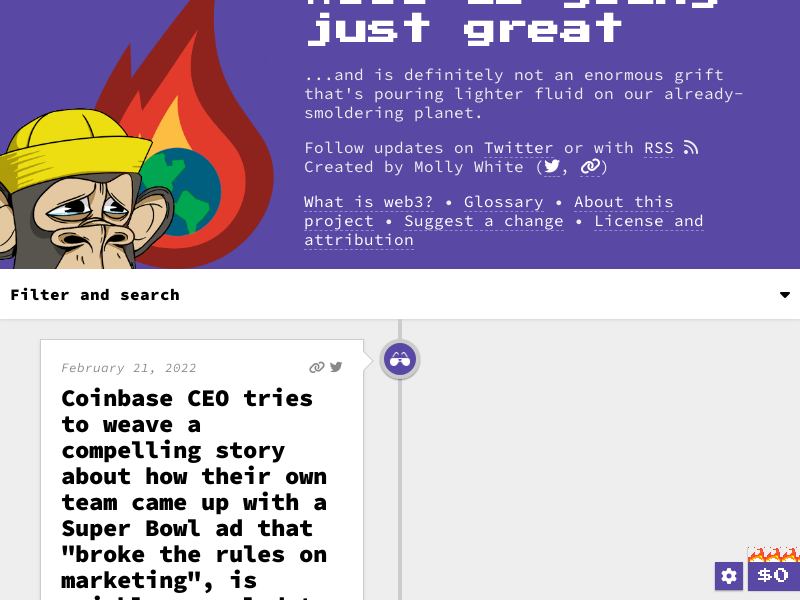 just great
...and is definitely not an enormous grift
that's pouring lighter fluid on our already-
smoldering planet.
Follow updates on Twitter or with RSS
Created by Molly White (, )
What is web3? • Glossary • About this
project • Suggest a change • License and
attribution
Filter and search
February 21, 2022
Coinbase CEO tries
to weave a
compelling story
about how their own
team came up with a
Super Bowl ad that
"broke the rules on
marketing", is
$0